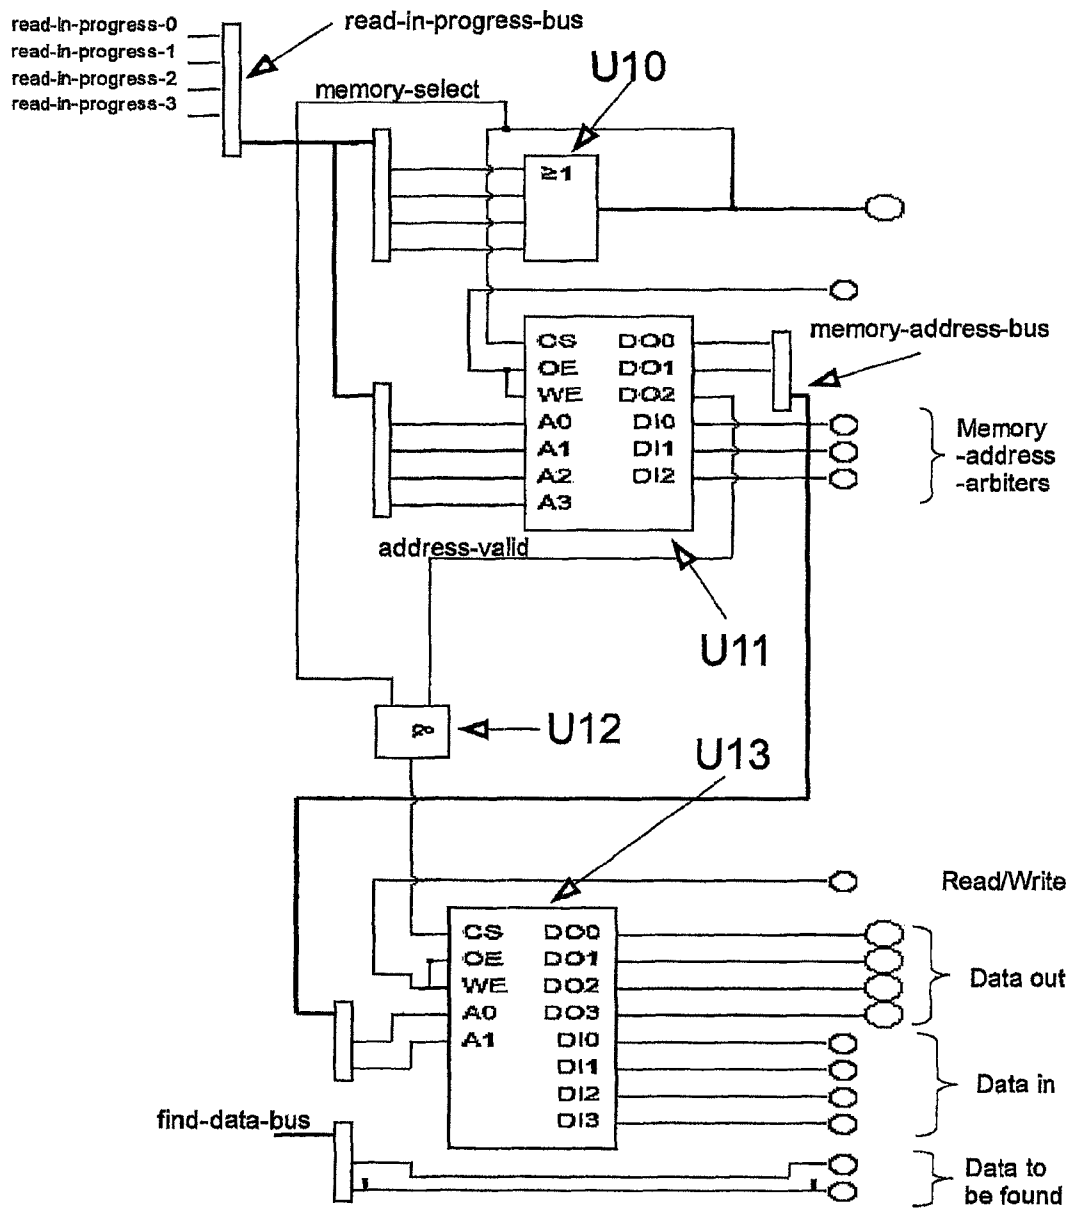 read-in-progress-0
read-in-progress-1
read-in-progress-2
read-in-progress-3
read-in-progress-bus
U10
memory-select
≥1
CS DO0
OE DO1
WE DO2
A0 DI0
A1 DI1
A2 DI2
A3
memory-address-bus
Memory
-address
-arbiters
address-valid
U11
&
U12
U13
Read/Write
CS DO0
OE DO1
WE DO2
A0 DO3
A1 DI0
DI1
DI2
DI3
Data out
Data in
find-data-bus
Data to
be found